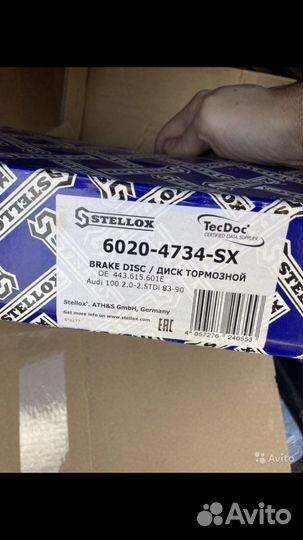 STELLOX
TecDoc
CERTIFIED DATA SUPPLIER
6020-4734-SX
BRAKE DISC / ДИСК ТОРМОЗНОЙ
OE 443.615.601E
Audi 100 2.0-2.5TDi 83-90
Stellox®, ATH&S GmbH, Germany
Get more info on www.stellox.com
EAC
4 057276 246553
Avito
Avito